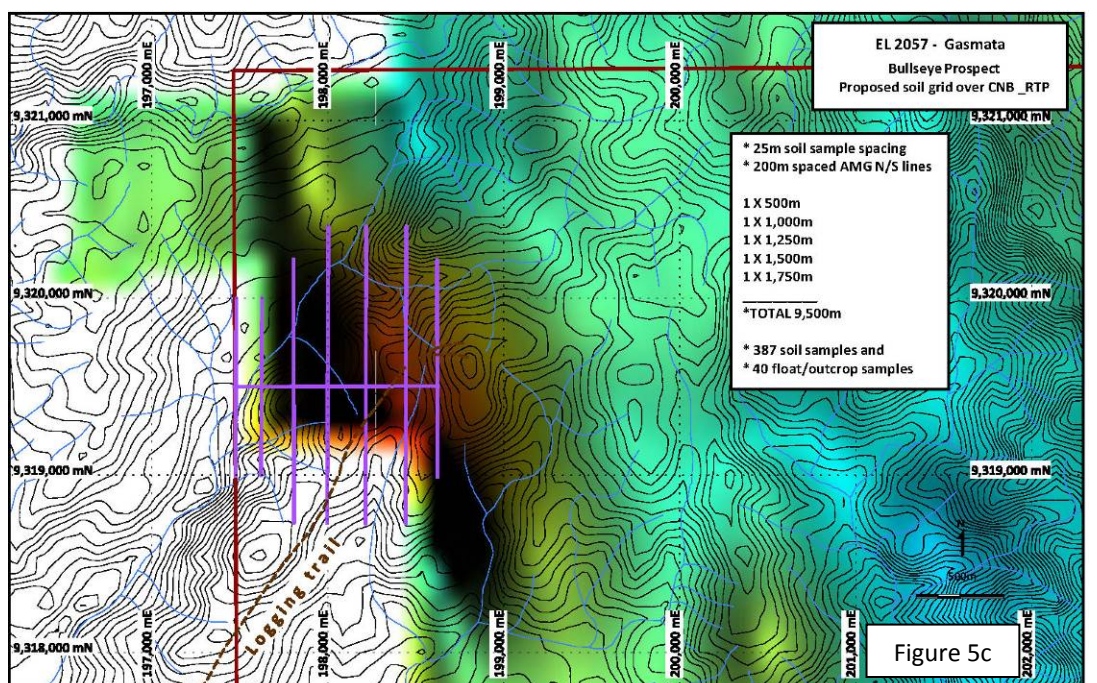 EL 2057 - Gasmata
Bullseye Prospect
Proposed soil grid over CNB _RTP
197,000 mE
198,000 mE
199,000 mE
200,000 mE
9,321,000 mN
9,321,000 mN
* 25m soil sample spacing
* 200m spaced AMG N/S lines
1 X 500m
1 X 1,000m
1 X 1,250m
1 X 1,500m
1 X 1,750m
*TOTAL 9,500m
* 387 soil samples and
* 40 float/outcrop samples
9,320,000 mN
9,320,000 mN
9,319,000 mN
9,319,000 mN
N
500m
Logging trail
9,318,000 mN
197,000 mE
198,000 mE
199,000 mE
200,000 mE
201,000 mE
202,000 mE
Figure 5c